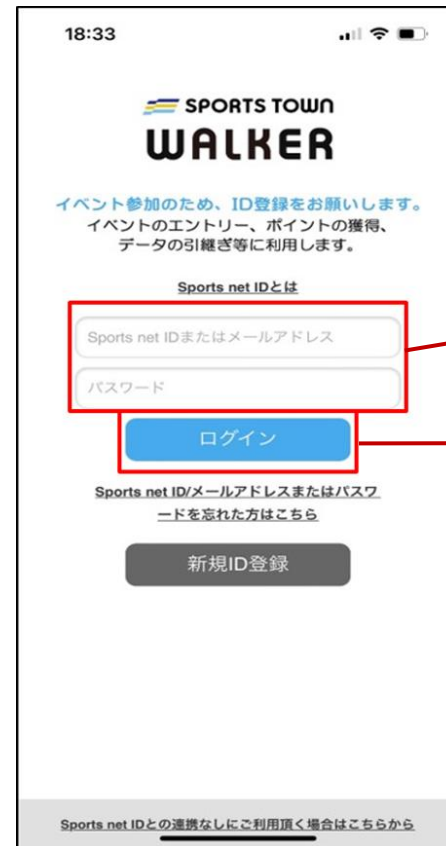 18:33
SPORTS TOWN
WALKER
イベント参加のため、ID登録をお願いします。
イベントのエントリー、ポイントの獲得、
データの引継ぎ等に利用します。
Sports net IDとは
Sports net IDまたはメールアドレス
パスワード
ログイン
Sports net ID/メールアドレスまたはパスワ
ードを忘れた方はこちら
新規ID登録
Sports net IDとの連携なしにご利用頂く場合はこちらから